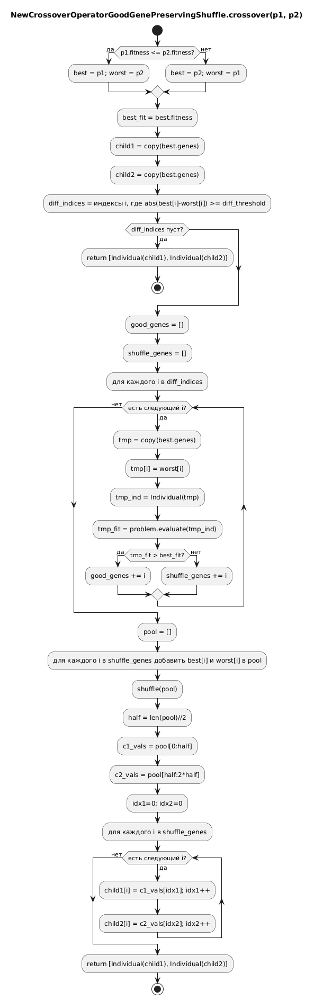 NewCrossoverOperatorGoodGenePreservingShuffle.crossover(p1, p2)
да
p1.fitness <= p2.fitness?
нет
best = p1; worst = p2
best = p2; worst = p1
best_fit = best.fitness
child1 = copy(best.genes)
child2 = copy(best.genes)
diff_indices = индексы i, где abs(best[i]-worst[i]) >= diff_threshold
diff_indices пуст?
да
return [Individual(child1), Individual(child2)]
good_genes = []
shuffle_genes = []
для каждого i в diff_indices
нет
есть следующий i?
да
tmp = copy(best.genes)
tmp[i] = worst[i]
tmp_ind = Individual(tmp)
tmp_fit = problem.evaluate(tmp_ind)
да
tmp_fit > best_fit?
нет
good_genes += i
shuffle_genes += i
pool = []
для каждого i в shuffle_genes добавить best[i] и worst[i] в pool
shuffle(pool)
half = len(pool)//2
c1_vals = pool[0:half]
c2_vals = pool[half:2*half]
idx1=0; idx2=0
для каждого i в shuffle_genes
нет
есть следующий i?
да
child1[i] = c1_vals[idx1]; idx1++
child2[i] = c2_vals[idx2]; idx2++
return [Individual(child1), Individual(child2)]